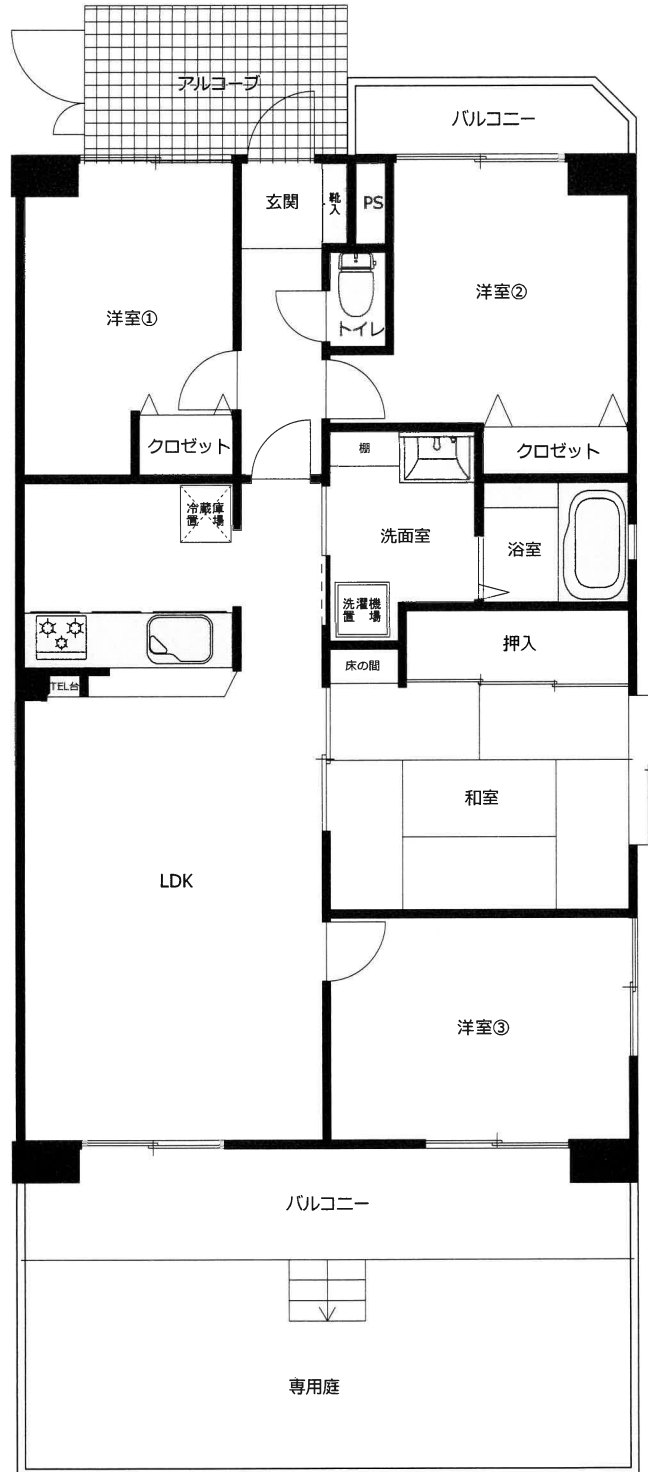 アルコーブ
バルコニー
玄関
靴入
PS
洋室①
洋室②
トイレ
クロゼット
棚
クロゼット
冷蔵庫
置 場
洗面室
浴室
洗濯機
置 場
押入
床の間
TEL台
和室
LDK
洋室③
バルコニー
専用庭